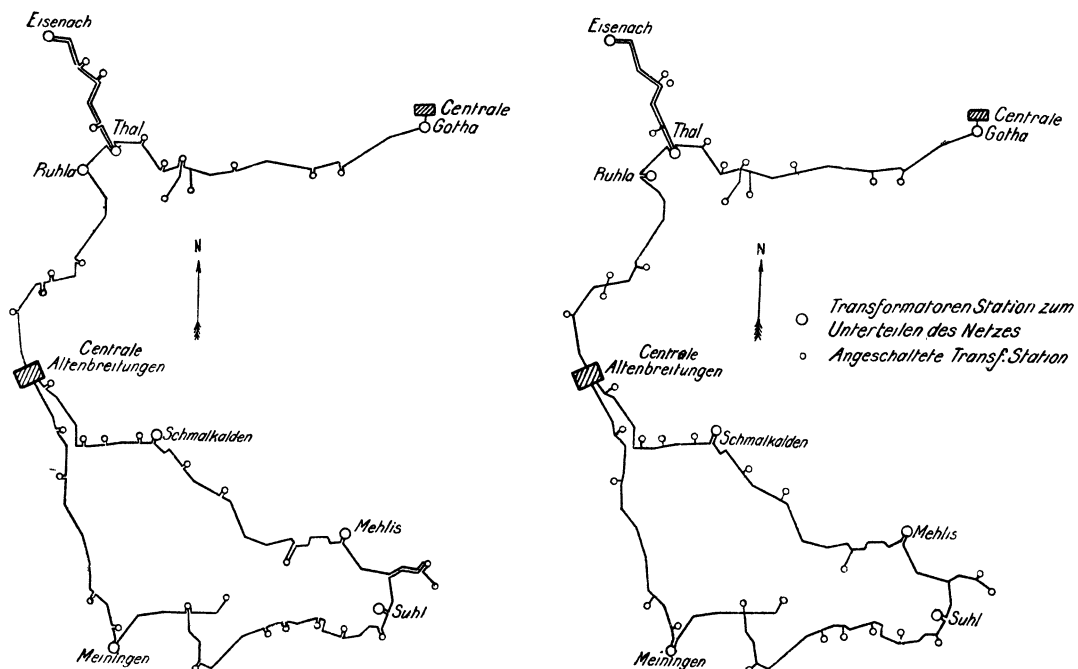 Eisenach
Centrale
Gotha
Thal
Ruhla
N
Centrale
Altenbreitungen
Schmalkalden
Mehlis
Suhl
Meiningen
Eisenach
Centrale
Gotha
Thal
Ruhla
N
Transformatoren Station zum
Unterteilen des Netzes
Angeschaltete Transf. Station
Centrale
Altenbreitungen
Schmalkalden
Mehlis
Suhl
Meiningen